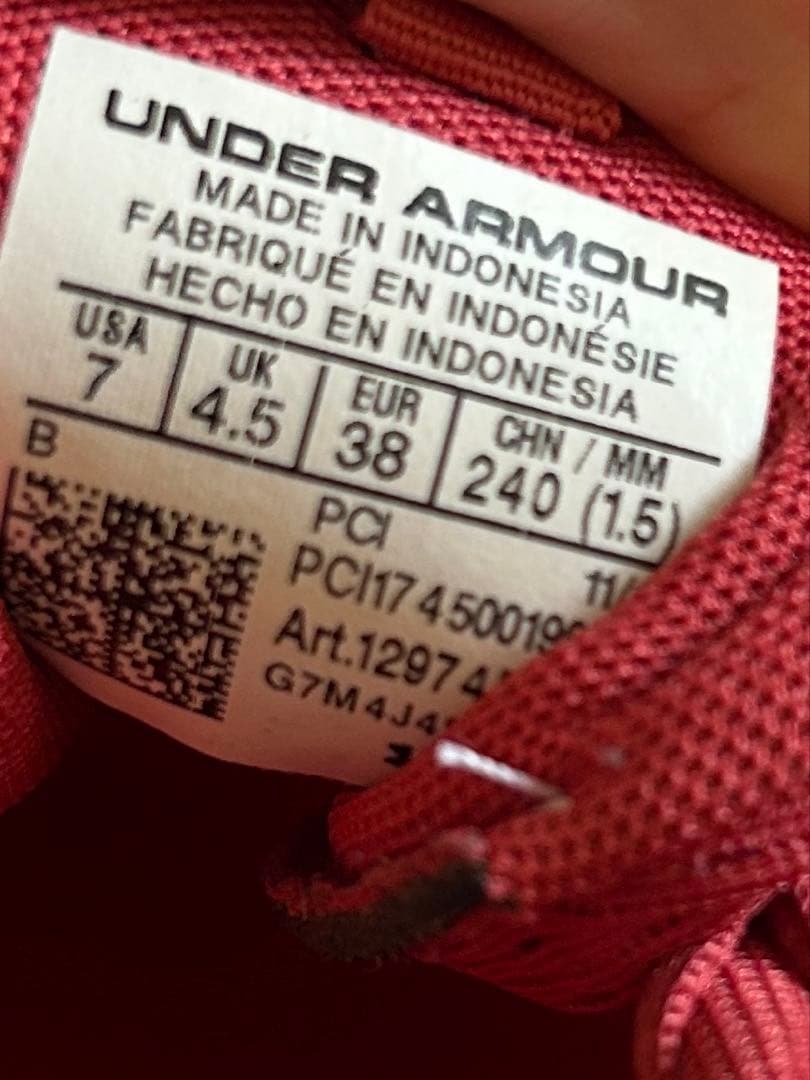 UNDER ARMOUR
MADE IN INDONESIA
FABRIQUÉ EN INDONÉSIE
HECHO EN INDONESIA
USA UK EUR CHN / MM
7 4.5 38 240 (1.5)
B
PCI